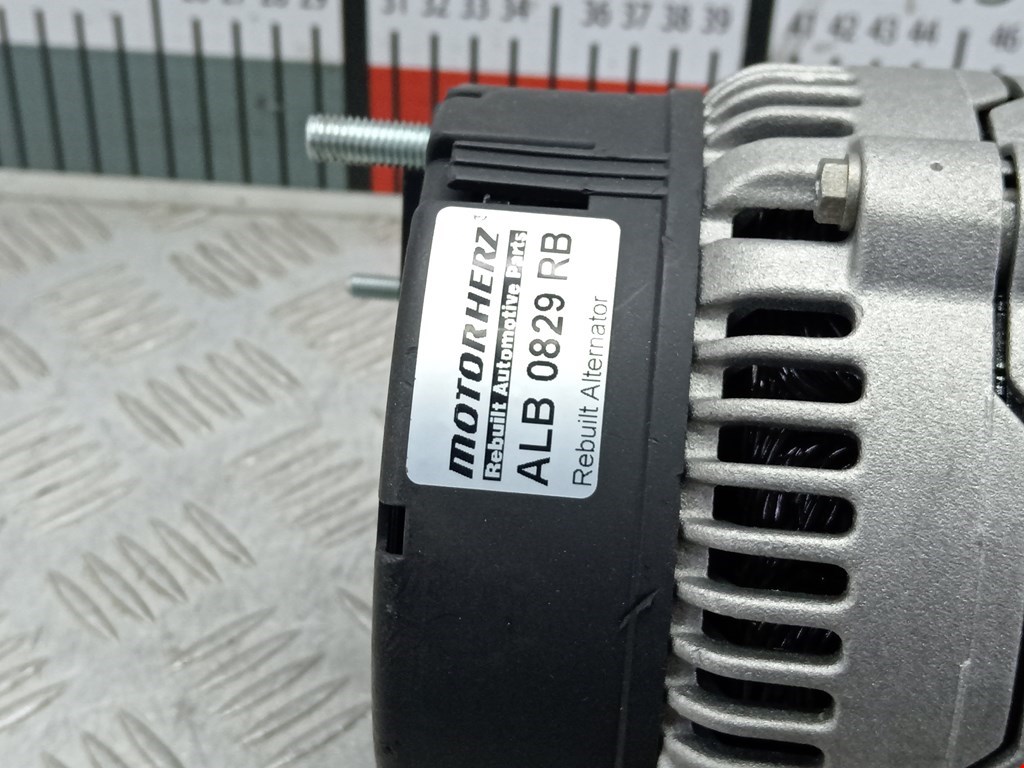 31 32 33 34 36 37 38 39 41 42 43 44 46
MOTORHERZ
Rebuilt Automotive Parts
ALB 0829 RB
Rebuilt Alternator